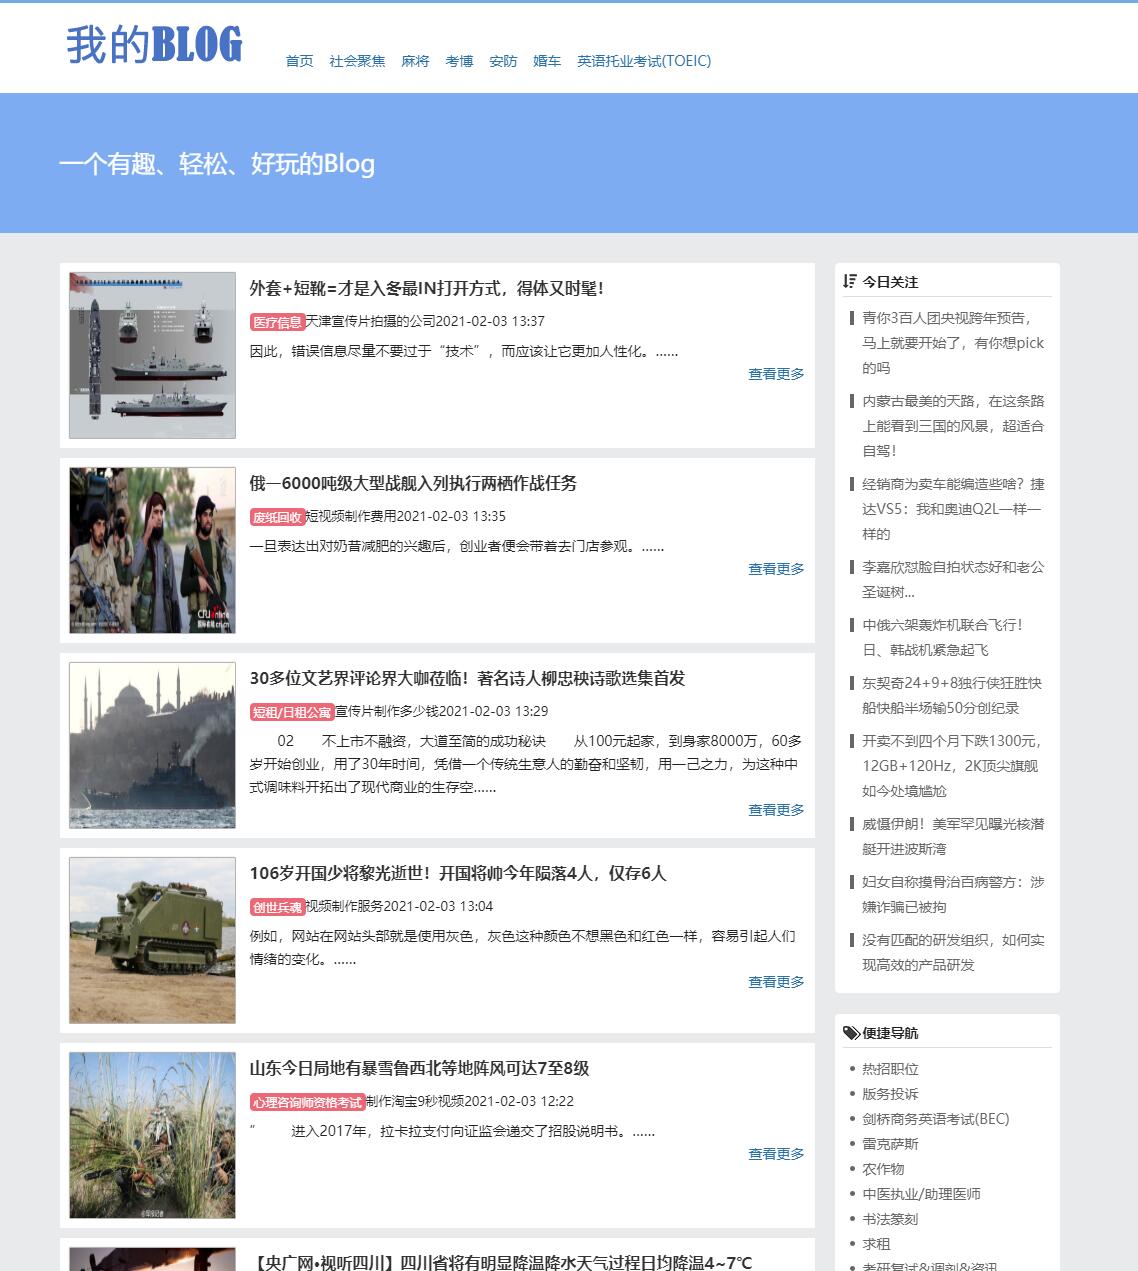 我的BLOG
首页 社会聚焦 麻将 考博 安防 婚车 英语托业考试(TOEIC)
一个有趣、轻松、好玩的Blog
外套+短靴=才是入冬最IN打开方式，得体又时髦！
医疗信息天津宣传片拍摄的公司2021-02-03 13:37
因此，错误信息尽量不要过于“技术”，而应该让它更加人性化。……
查看更多
俄一6000吨级大型战舰入列执行两栖作战任务
废纸回收短视频制作费用2021-02-03 13:35
一旦表达出对奶昔减肥的兴趣后，创业者便会带着去门店参观。……
查看更多
30多位文艺界评论界大咖莅临！著名诗人柳忠秧诗歌选集首发
短租/日租公寓宣传片制作多少钱2021-02-03 13:29
02　　不上市不融资，大道至简的成功秘诀　　从100元起家，到身家8000万，60多
岁开始创业，用了30年时间，凭借一个传统生意人的勤奋和坚韧，用一己之力，为这种中
式调味料开拓出了现代商业的生存空……
查看更多
106岁开国少将黎光逝世！开国将帅今年陨落4人，仅存6人
创世兵魂视频制作服务2021-02-03 13:04
例如，网站在网站头部就是使用灰色，灰色这种颜色不想黑色和红色一样，容易引起人们
情绪的变化。……
查看更多
山东今日局地有暴雪鲁西北等地阵风可达7至8级
心理咨询师资格考试制作淘宝9秒视频2021-02-03 12:22
”　　进入2017年，拉卡拉支付向证监会递交了招股说明书。……
查看更多
【央广网•视听四川】四川省将有明显降温降水天气过程日均降温4~7℃
今日关注
青你3百人团央视跨年预告，
马上就要开始了，有你想pick
的吗
内蒙古最美的天路，在这条路
上能看到三国的风景，超适合
自驾！
经销商为卖车能编造些啥？捷
达VS5：我和奥迪Q2L一样一
样的
李嘉欣怼脸自拍状态好和老公
圣诞树...
中俄六架轰炸机联合飞行！
日、韩战机紧急起飞
东契奇24+9+8独行侠狂胜快
船快船半场输50分创纪录
开卖不到四个月下跌1300元，
12GB+120Hz，2K顶尖旗舰
如今处境尴尬
威慑伊朗！美军罕见曝光核潜
艇开进波斯湾
妇女自称摸骨治百病警方：涉
嫌诈骗已被拘
没有匹配的研发组织，如何实
现高效的产品研发
便捷导航
热招职位
版务投诉
剑桥商务英语考试(BEC)
雷克萨斯
农作物
中医执业/助理医师
书法篆刻
求租
考研复试&调剂&资讯